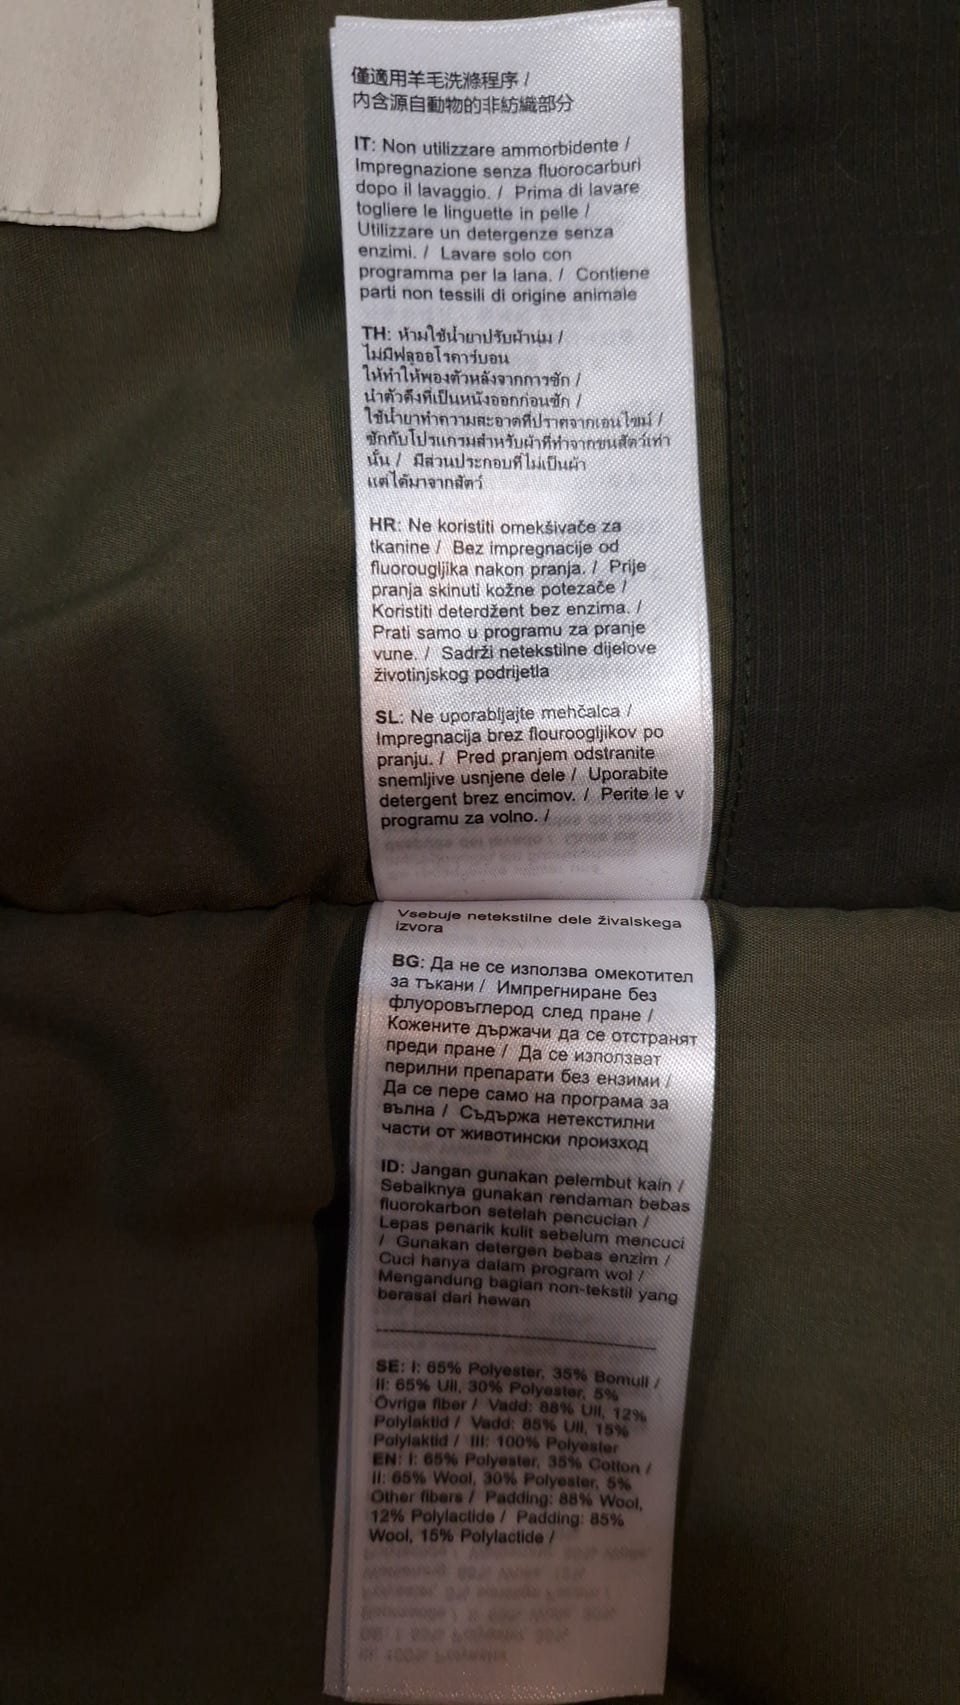 僅適用羊毛洗滌程序 /
內含源自動物的非紡織部分
IT: Non utilizzare ammorbidente /
Impregnazione senza fluorocarburi
dopo il lavaggio. / Prima di lavare
togliere le linguette in pelle /
Utilizzare un detergenze senza
enzimi. / Lavare solo con
programma per la lana. / Contiene
parti non tessili di origine animale
TH: ห้ามใช้น้ำยาปรับผ้านุ่ม /
ไม่มีฟลูออโรคาร์บอน
ให้ทำให้พองตัวหลังจากการซัก /
นำตัวดึงที่เป็นหนังออกก่อนซัก /
ใช้น้ำยาทำความสะอาดที่ปราศจากเอนไซม์ /
ซักกับโปรแกรมสำหรับผ้าที่ทำจากขนสัตว์เท่า
นั้น / มีส่วนประกอบที่ไม่เป็นผ้า
แต่ได้มาจากสัตว์
HR: Ne koristiti omekšivače za
tkanine / Bez impregnacije od
fluorougljika nakon pranja. / Prije
pranja skinuti kožne potezače /
Koristiti deterdžent bez enzima. /
Prati samo u programu za pranje
vune. / Sadrži netekstilne dijelove
životinjskog podrijetla
SL: Ne uporabljajte mehčalca /
Impregnacija brez flouroogljikov po
pranju. / Pred pranjem odstranite
snemljive usnjene dele / Uporabite
detergent brez encimov. / Perite le v
programu za volno. /
Vsebuje netekstilne dele živalskega
izvora
BG: Да не се използва омекотител
за тъкани / Импрегниране без
флуоровъглерод след пране /
Кожените държачи да се отстранят
преди пране / Да се използват
перилни препарати без ензими /
Да се пере само на програма за
вълна / Съдържа нетекстилни
части от животински произход
ID: Jangan gunakan pelembut kain /
Sebaiknya gunakan rendaman bebas
fluorokarbon setelah pencucian /
Lepas penarik kulit sebelum mencuci
/ Gunakan detergen bebas enzim /
Cuci hanya dalam program wol /
Mengandung bagian non-tekstil yang
berasal dari hewan
SE: I: 65% Polyester, 35% Bomull /
II: 65% Ull, 30% Polyester, 5%
Övriga fiber / Vadd: 88% Ull, 12%
Polylaktid / Vadd: 85% Ull, 15%
Polylaktid / III: 100% Polyester
EN: I: 65% Polyester, 35% Cotton /
II: 65% Wool, 30% Polyester, 5%
Other fibers / Padding: 88% Wool,
12% Polylactide / Padding: 85%
Wool, 15% Polylactide /